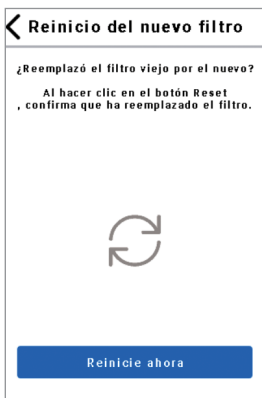 Reinicio del nuevo filtro
¿Reemplazó el filtro viejo por el nuevo?
Al hacer clic en el botón Reset
, confirma que ha reemplazado el filtro.
Reinicie ahora